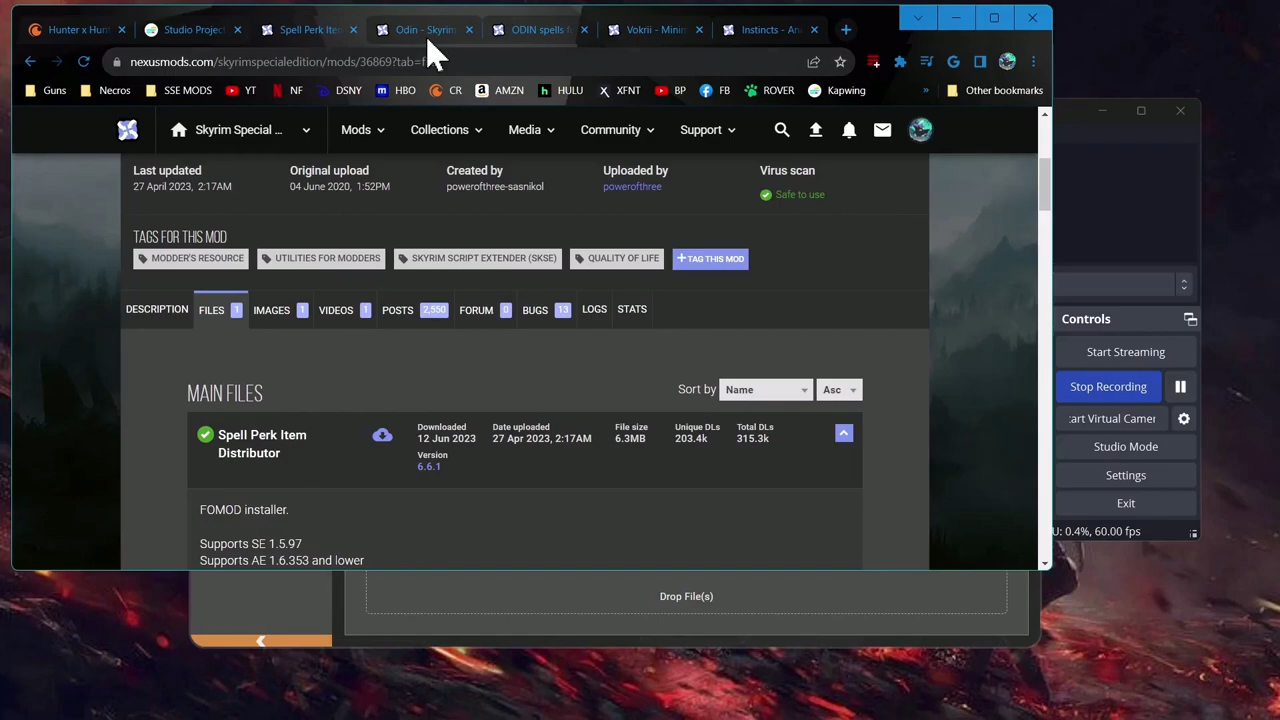 Hunter x Hunt
Studio Project
Spell Perk Item
Odin - Skyrim
ODIN spells f
Vokrii - Minim
Instincts - An
nexusmods.com/skyrimspecialedition/mods/36869?tab=f
Guns
Necros
SSE MODS
YT
NF
DSNY
HBO
CR
AMZN
HULU
XFNT
BP
FB
ROVER
Kapwing
»
Other bookmarks
Skyrim Special ...
Mods
Collections
Media
Community
Support
Last updated
27 April 2023, 2:17AM
Original upload
04 June 2020, 1:52PM
Created by
powerofthree-sasnikol
Uploaded by
powerofthree
Virus scan
Safe to use
TAGS FOR THIS MOD
MODDER'S RESOURCE
UTILITIES FOR MODDERS
SKYRIM SCRIPT EXTENDER (SKSE)
QUALITY OF LIFE
+ TAG THIS MOD
DESCRIPTION
FILES 1
IMAGES 1
VIDEOS 1
POSTS 2,550
FORUM 0
BUGS 13
LOGS
STATS
MAIN FILES
Sort by
Name
Asc
Spell Perk Item
Distributor
Downloaded
12 Jun 2023
Date uploaded
27 Apr 2023, 2:17AM
File size
6.3MB
Unique DLs
203.4k
Total DLs
315.3k
Version
6.6.1
FOMOD installer.
Supports SE 1.5.97
Supports AE 1.6.353 and lower
Drop File(s)
Controls
Start Streaming
Stop Recording
art Virtual Camer
Studio Mode
Settings
Exit
U: 0.4%, 60.00 fps